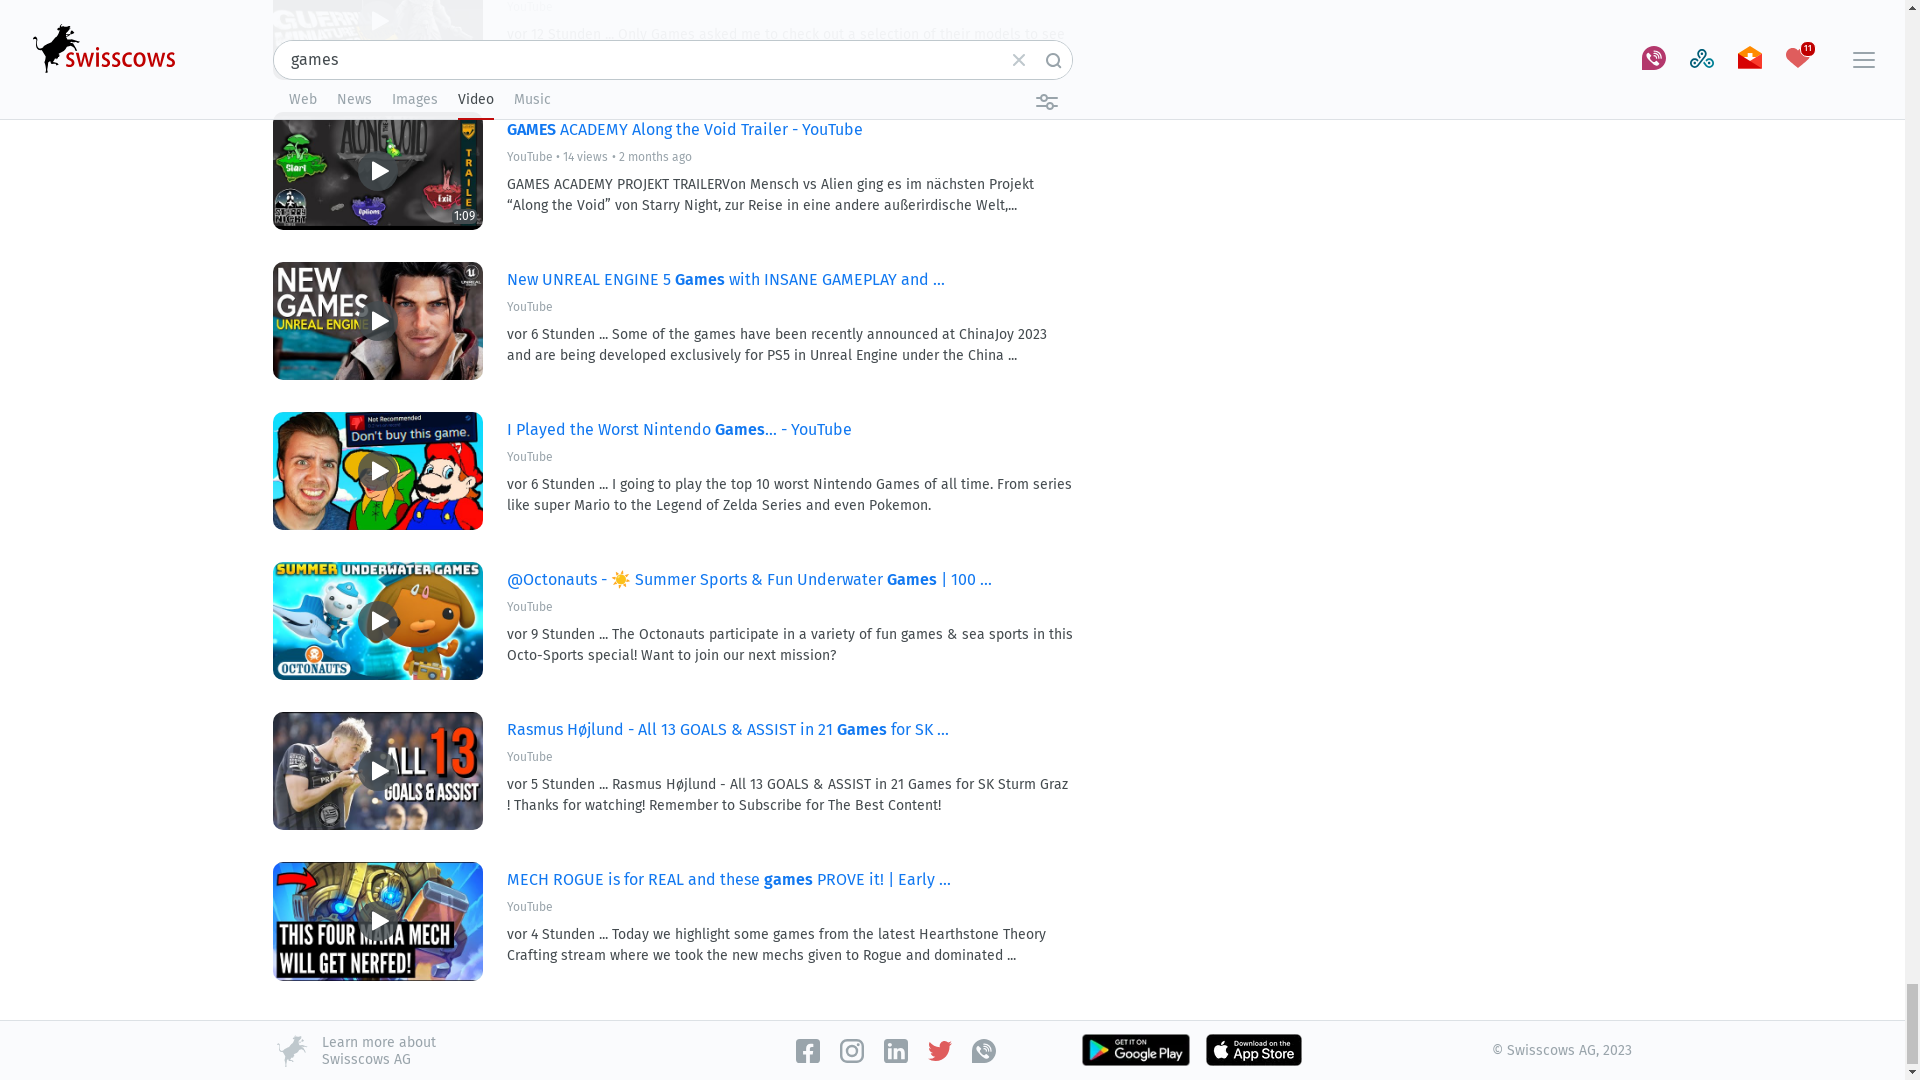 vor 12 Stunden ... Only Games asked me to check out a selection of their models to see
swisscows
games
11
Web
News
Images
Video
Music
ALONG THE VOID
Start
Options
Exil
TRAILE
STARRY NIGHT
1:09
GAMES ACADEMY Along the Void Trailer - YouTube
YouTube • 14 views • 2 months ago
GAMES ACADEMY PROJEKT TRAILERVon Mensch vs Alien ging es im nächsten Projekt
“Along the Void” von Starry Night, zur Reise in eine andere außerirdische Welt,...
NEW
GAMES
UNREAL ENGINE
New UNREAL ENGINE 5 Games with INSANE GAMEPLAY and ...
YouTube
vor 6 Stunden ... Some of the games have been recently announced at ChinaJoy 2023
and are being developed exclusively for PS5 in Unreal Engine under the China ...
Not Recommended
Don't buy this game.
I Played the Worst Nintendo Games... - YouTube
YouTube
vor 6 Stunden ... I going to play the top 10 worst Nintendo Games of all time. From series
like super Mario to the Legend of Zelda Series and even Pokemon.
SUMMER UNDERWATER GAMES
OCTONAUTS
@Octonauts - ☀️ Summer Sports & Fun Underwater Games | 100 ...
YouTube
vor 9 Stunden ... The Octonauts participate in a variety of fun games & sea sports in this
Octo-Sports special! Want to join our next mission?
ALL 13
GOALS & ASSIST
Rasmus Højlund - All 13 GOALS & ASSIST in 21 Games for SK ...
YouTube
vor 5 Stunden ... Rasmus Højlund - All 13 GOALS & ASSIST in 21 Games for SK Sturm Graz
! Thanks for watching! Remember to Subscribe for The Best Content!
THIS FOUR MANA MECH
WILL GET NERFED!
MECH ROGUE is for REAL and these games PROVE it! | Early ...
YouTube
vor 4 Stunden ... Today we highlight some games from the latest Hearthstone Theory
Crafting stream where we took the new mechs given to Rogue and dominated ...
Learn more about
Swisscows AG
GET IT ON
Google Play
Download on the
App Store
© Swisscows AG, 2023